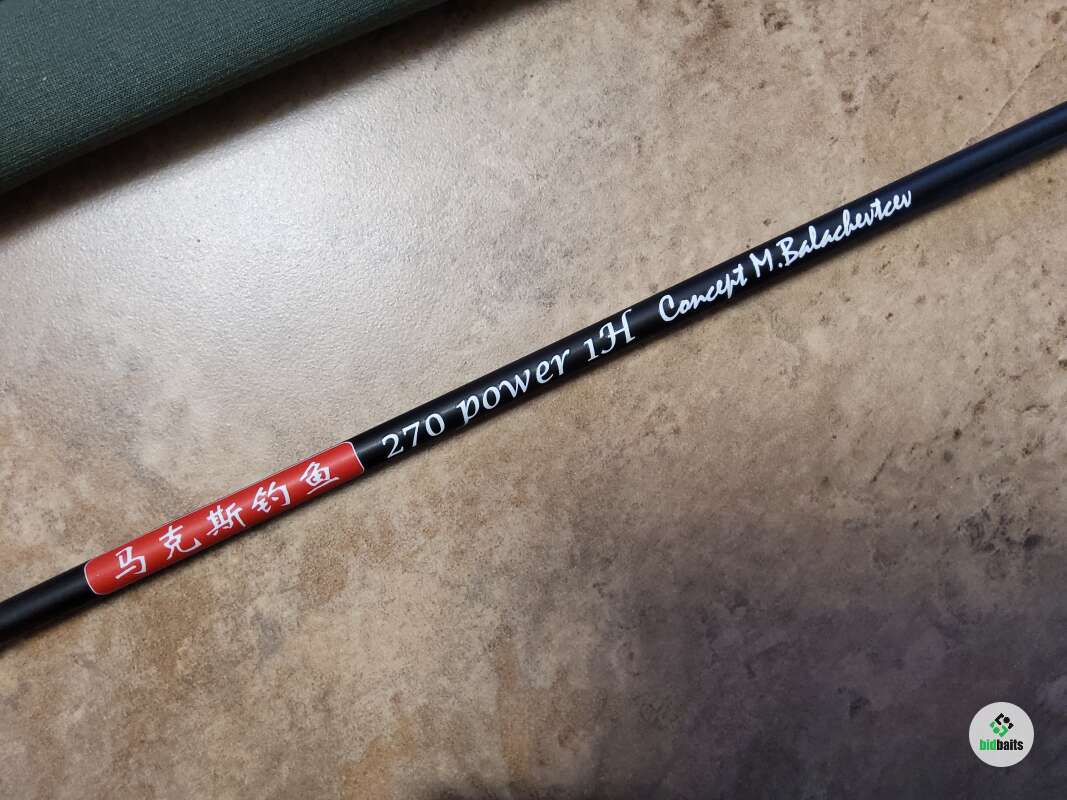 马克斯钓鱼 270 power 1H Concept M.Balachevtcev
bidbaits